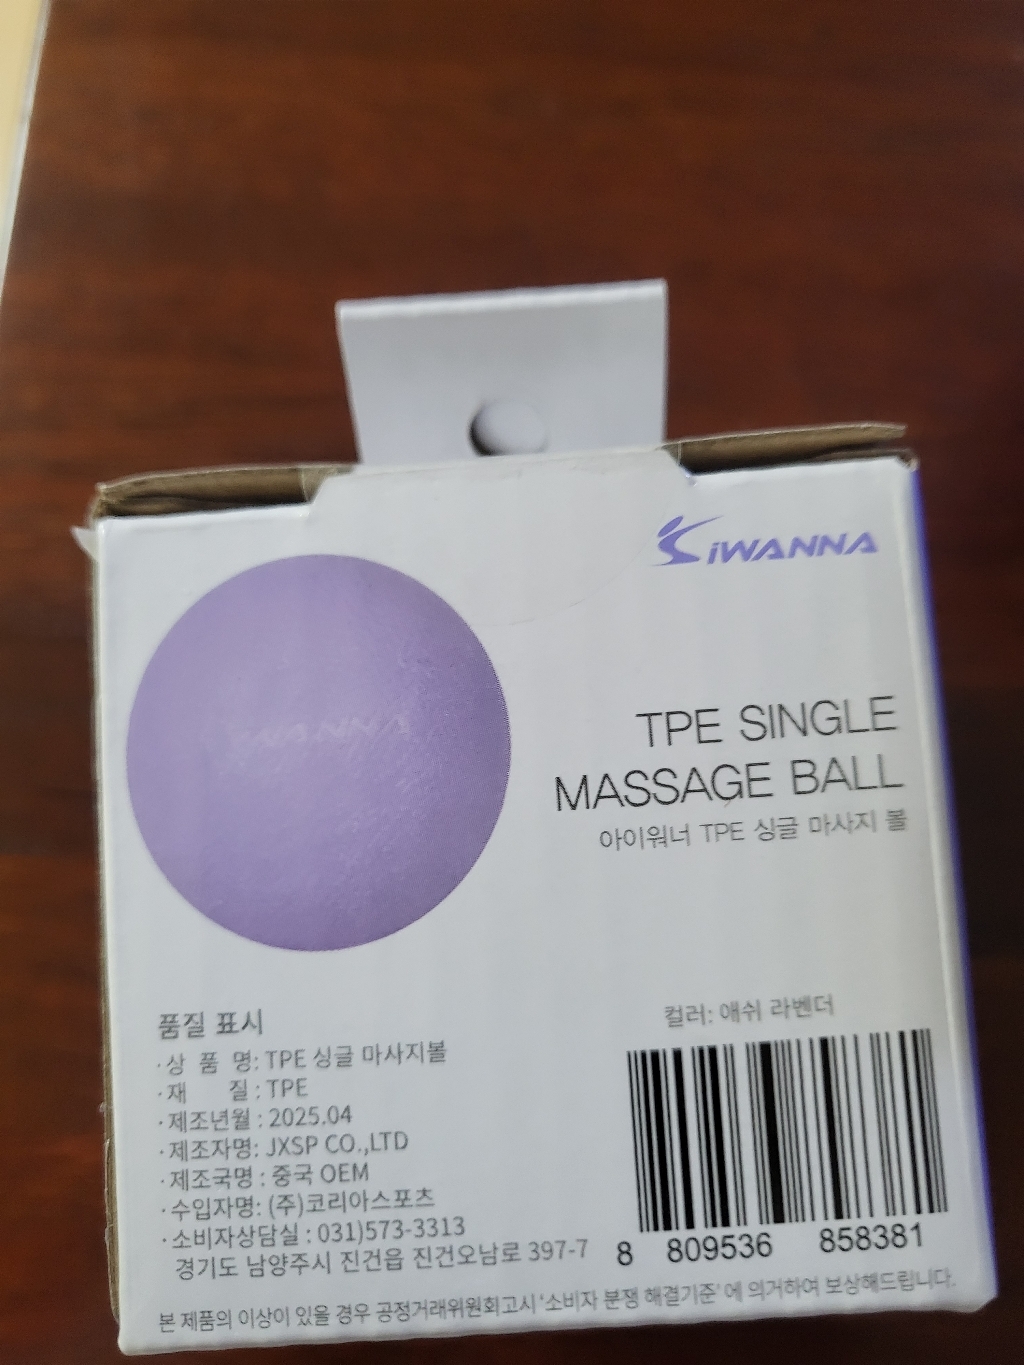 iWANNA
iWANNA
TPE SINGLE
MASSAGE BALL
아이워너 TPE 싱글 마사지 볼
품질 표시
·상 품 명: TPE 싱글 마사지볼
·재 질 : TPE
·제조년월 : 2025.04
·제조자명: JXSP CO.,LTD
·제조국명 : 중국 OEM
·수입자명: (주)코리아스포츠
·소비자상담실 : 031)573-3313
경기도 남양주시 진건읍 진건오남로 397-7
컬러: 애쉬 라벤더
8 809536 858381
본 제품의 이상이 있을 경우 공정거래위원회고시 '소비자 분쟁 해결기준' 에 의거하여 보상해드립니다.